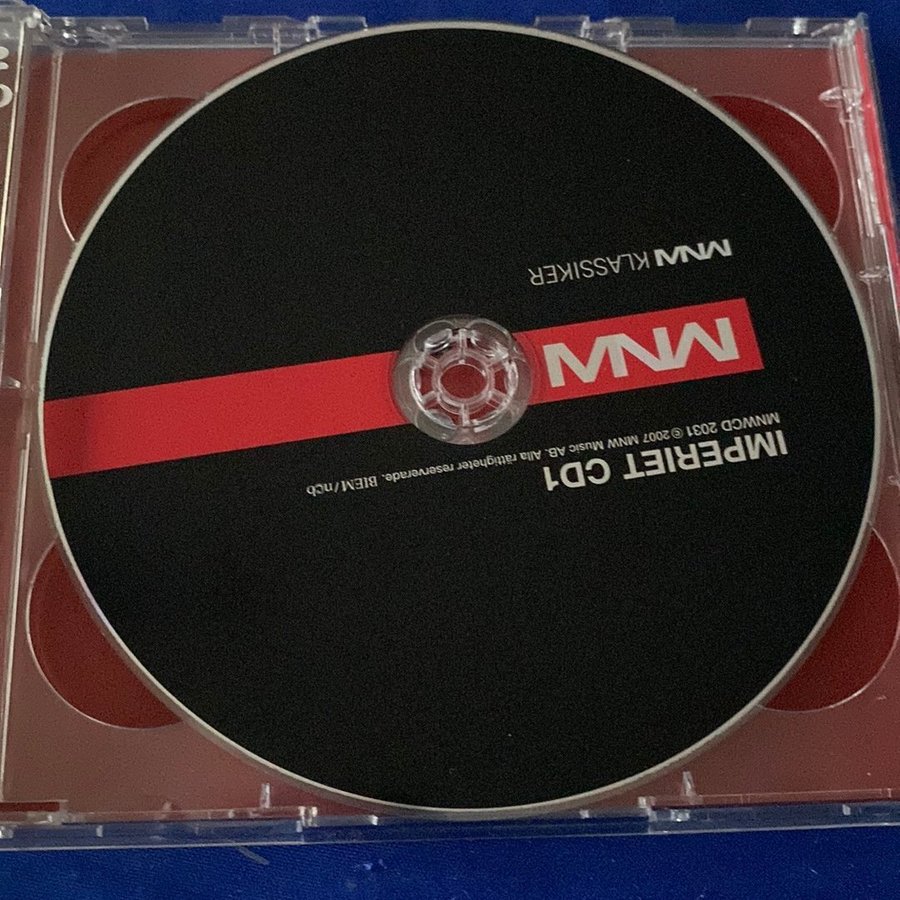 IMPERIET CD1
MNWCD 2031 © 2007 MNW Music AB. Alla rättigheter reserverade. BIEM/ncb
MNW
MNW KLASSIKER